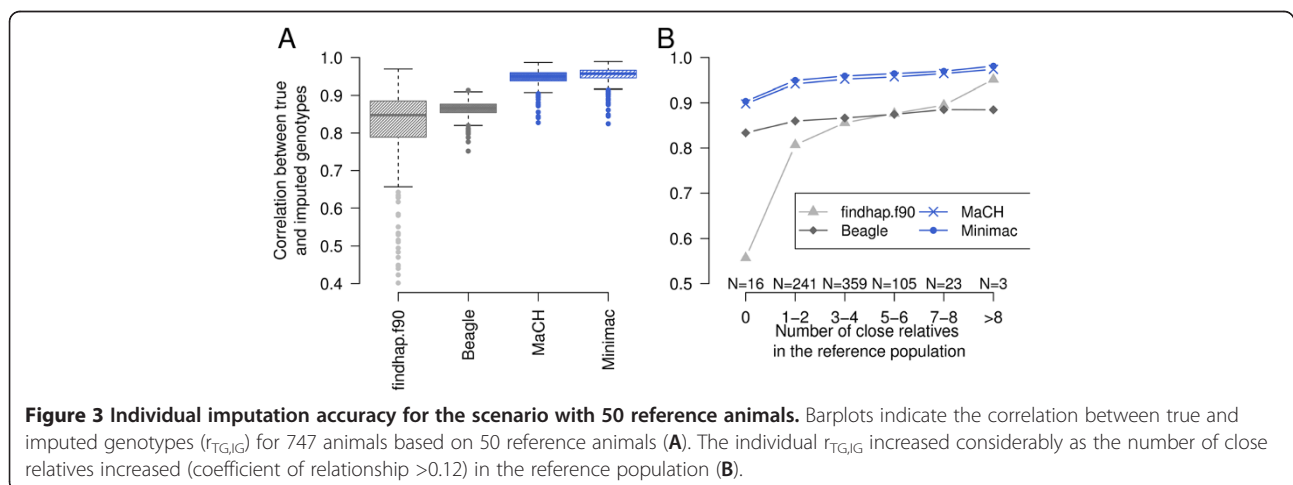 A
B
Correlation between true
and imputed genotypes
1.0
0.9
0.8
0.7
0.6
0.5
0.4
findhap.f90
Beagle
MaCH
Minimac
1.0
0.9
0.8
0.7
0.6
0.5
findhap.f90
MaCH
Beagle
Minimac
N=16 N=241 N=359 N=105 N=23 N=3
0 1−2 3−4 5−6 7−8 >8
Number of close relatives
in the reference population
Figure 3 Individual imputation accuracy for the scenario with 50 reference animals. Barplots indicate the correlation between true and
imputed genotypes (rTG,IG) for 747 animals based on 50 reference animals (A). The individual rTG,IG increased considerably as the number of close
relatives increased (coefficient of relationship >0.12) in the reference population (B).